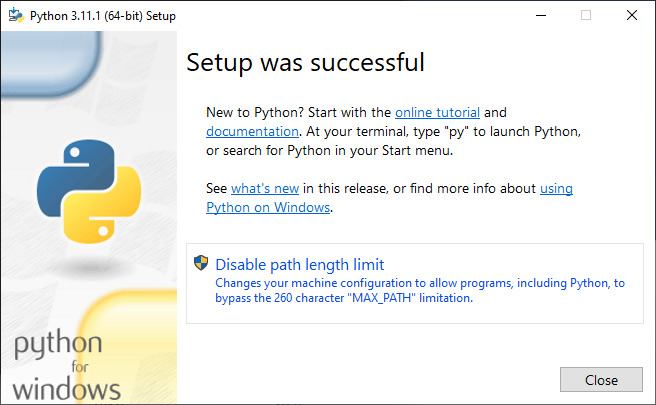 Python 3.11.1 (64-bit) Setup
Setup was successful
New to Python? Start with the online tutorial and
documentation. At your terminal, type "py" to launch Python,
or search for Python in your Start menu.
See what's new in this release, or find more info about using
Python on Windows.
Disable path length limit
Changes your machine configuration to allow programs, including Python, to
bypass the 260 character "MAX_PATH" limitation.
python
for
windows
Close